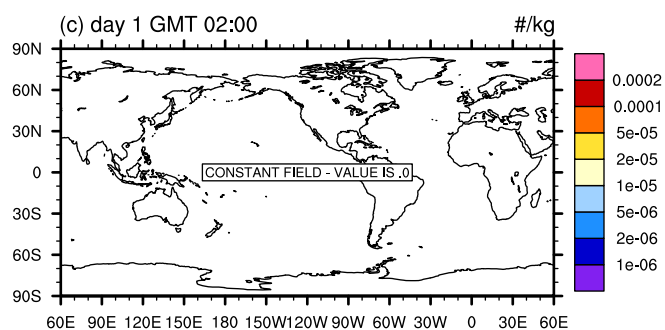 (c) day 1 GMT 02:00 #/kg
90N
60N
30N
0
30S
60S
90S
CONSTANT FIELD - VALUE IS .0
60E 90E 120E 150E 180 150W 120W 90W 60W 30W 0 30E 60E
0.0002
0.0001
5e-05
2e-05
1e-05
5e-06
2e-06
1e-06